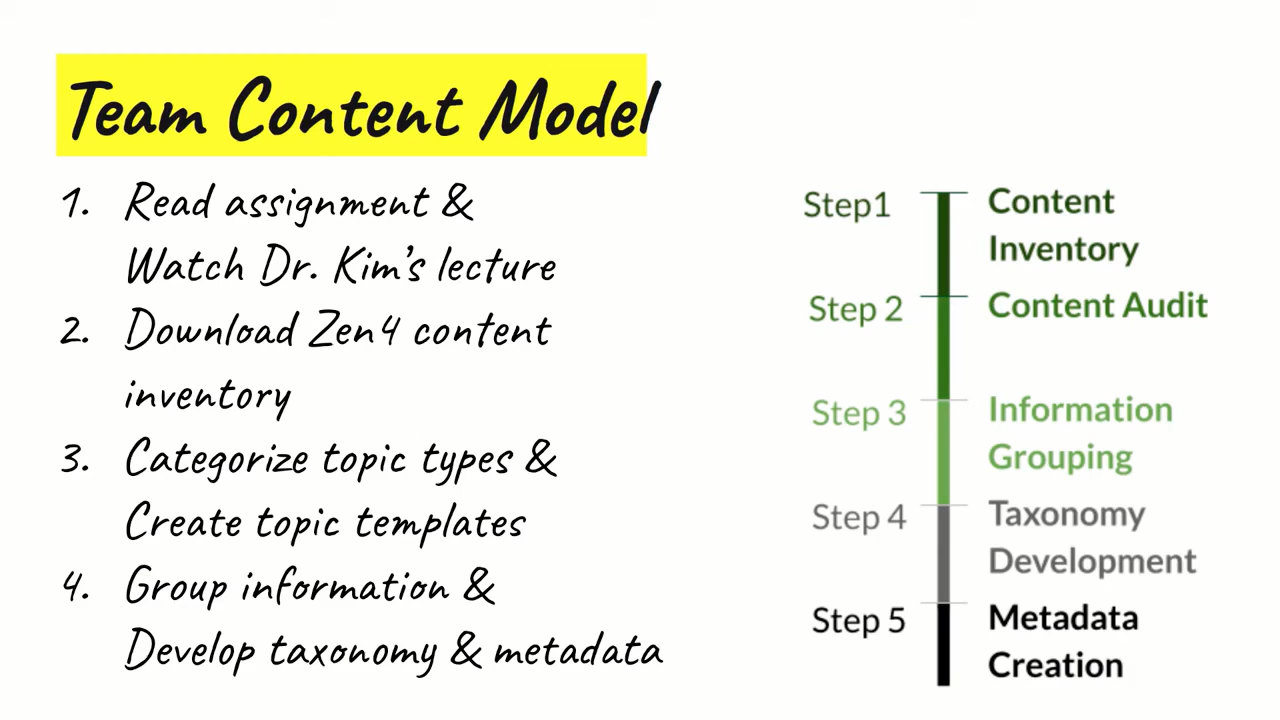 Team Content Model
1. Read assignment &
Watch Dr. Kim's lecture
2. Download Zen4 content
inventory
3. Categorize topic types &
Create topic templates
4. Group information &
Develop taxonomy & metadata
Step1 Content
Inventory
Step 2 Content Audit
Step 3 Information
Grouping
Step 4 Taxonomy
Development
Step 5 Metadata
Creation